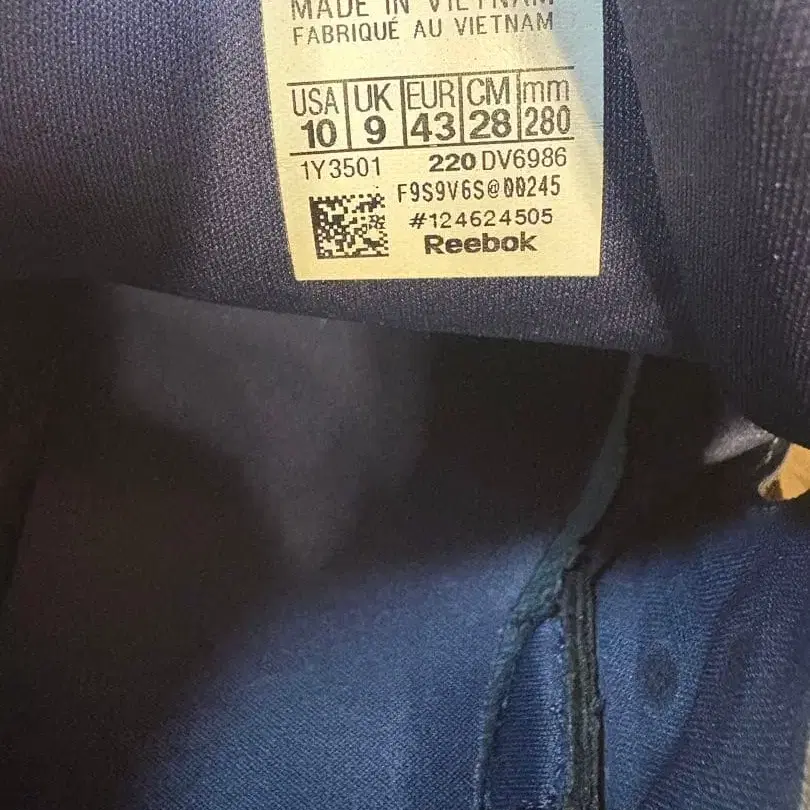 MADE IN VIETNAM
FABRIQUÉ AU VIETNAM
USA UK EUR CM mm
10 9 43 28 280
1Y3501 220 DV6986
F9S9V6S@00245
#124624505
Reebok